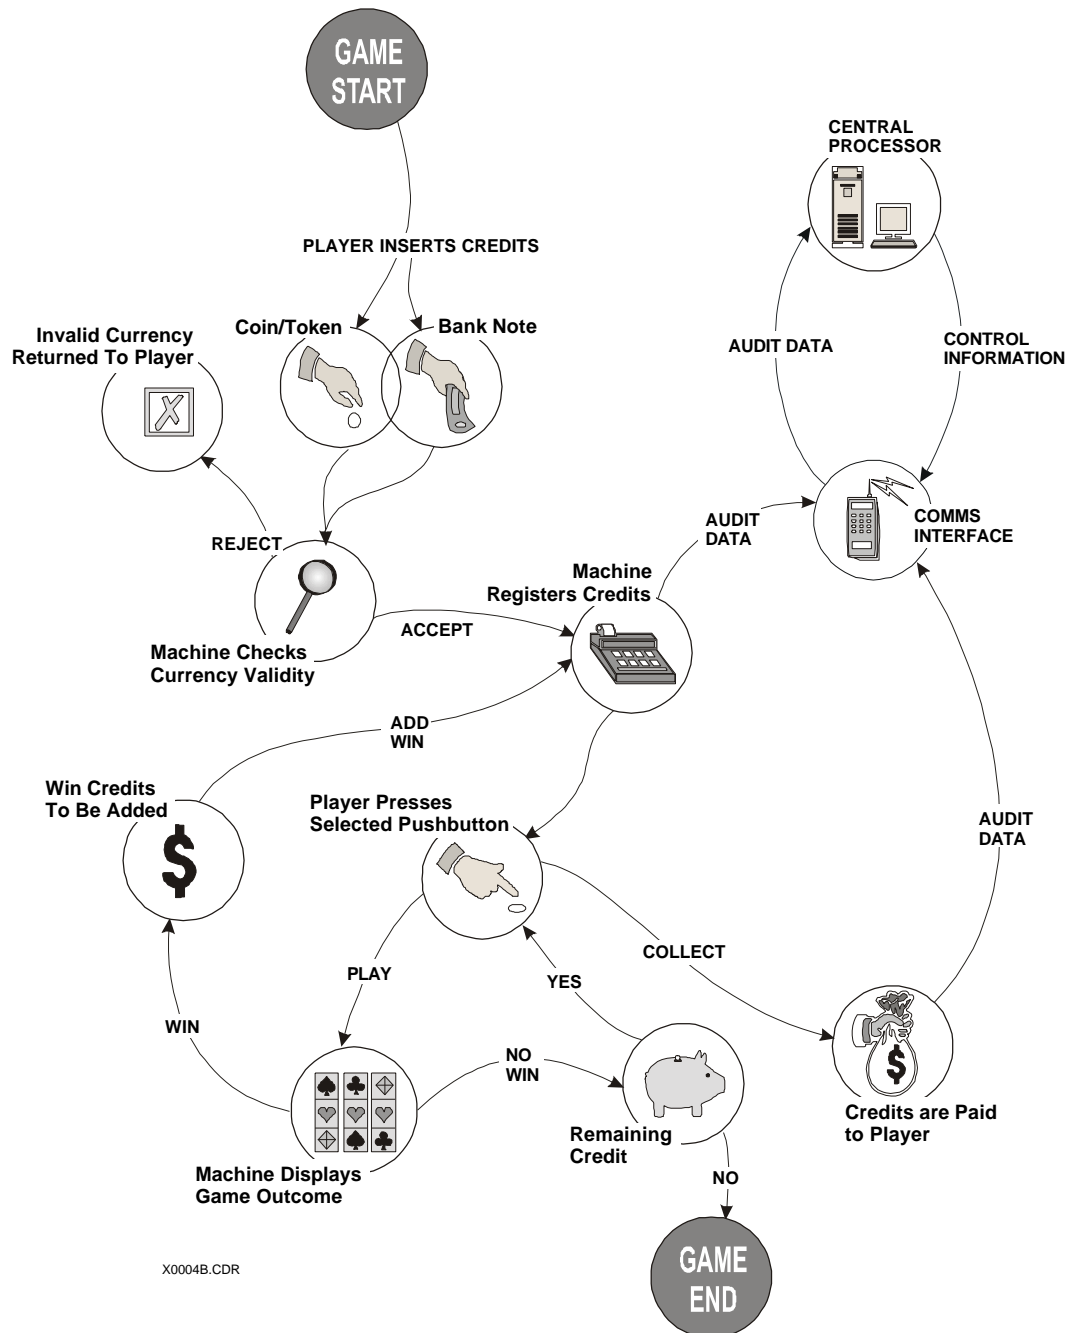 GAME
START
CENTRAL
PROCESSOR
PLAYER INSERTS CREDITS
Invalid Currency
Returned To Player
Coin/Token
Bank Note
AUDIT DATA
CONTROL
INFORMATION
REJECT
AUDIT
DATA
COMMS
INTERFACE
Machine
Registers Credits
ACCEPT
Machine Checks
Currency Validity
ADD
WIN
Win Credits
To Be Added
$
Player Presses
Selected Pushbutton
AUDIT
DATA
COLLECT
PLAY
YES
WIN
NO
WIN
$
Remaining
Credit
Credits are Paid
to Player
Machine Displays
Game Outcome
NO
X0004B.CDR
GAME
END